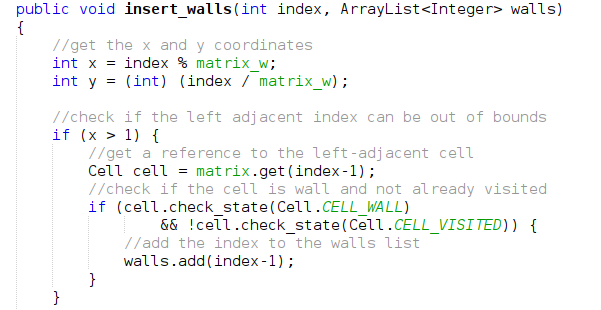 public void insert_walls(int index, ArrayList<Integer> walls)
{
    //get the x and y coordinates
    int x = index % matrix_w;
    int y = (int) (index / matrix_w);

    //check if the left adjacent index can be out of bounds
    if (x > 1) {
        //get a reference to the left-adjacent cell
        Cell cell = matrix.get(index-1);
        //check if the cell is wall and not already visited
        if (cell.check_state(Cell.CELL_WALL)
                && !cell.check_state(Cell.CELL_VISITED)) {
            //add the index to the walls list
            walls.add(index-1);
        }
    }